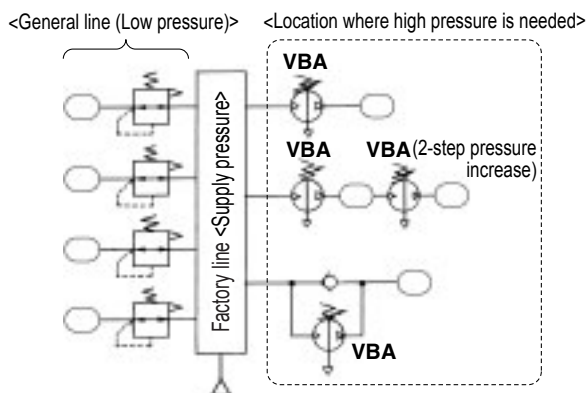 <General line (Low pressure)>
<Location where high pressure is needed>
VBA
VBA
VBA (2-step pressure
increase)
Factory line <Supply pressure>
VBA